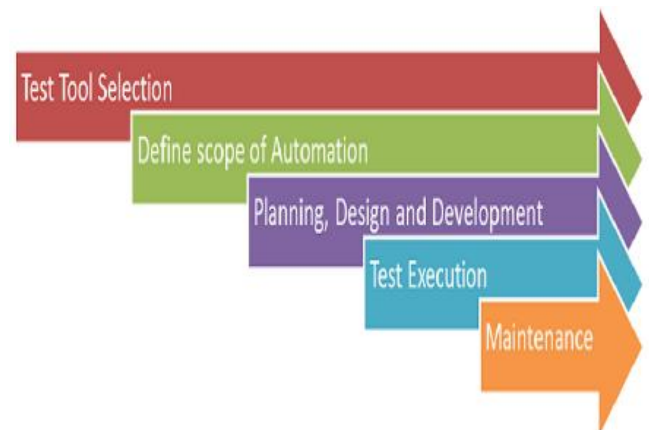 Test Tool Selection
Define scope of Automation
Planning, Design and Development
Test Execution
Maintenance